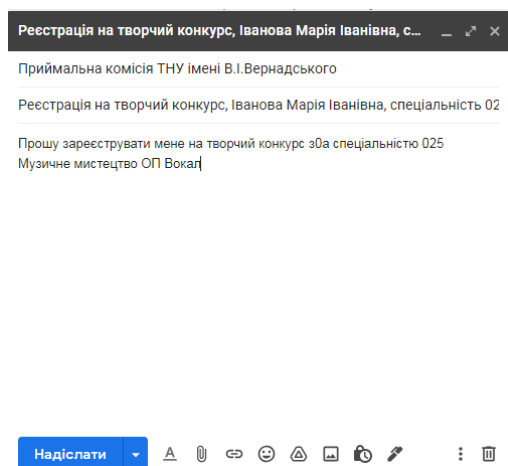 Реєстрація на творчий конкурс, Іванова Марія Іванівна, с...
Приймальна комісія ТНУ імені В.І.Вернадського
Реєстрація на творчий конкурс, Іванова Марія Іванівна, спеціальність 02
Прошу зареєструвати мене на творчий конкурс з0а спеціальністю 025
Музичне мистецтво ОП Вокал
Надіслати